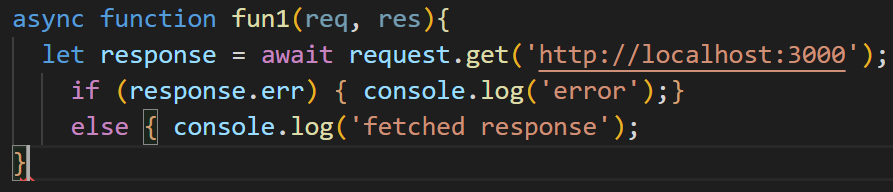 async function fun1(req, res){
let response = await request.get('http://localhost:3000');
if (response.err) { console.log('error');}
else { console.log('fetched response');
}